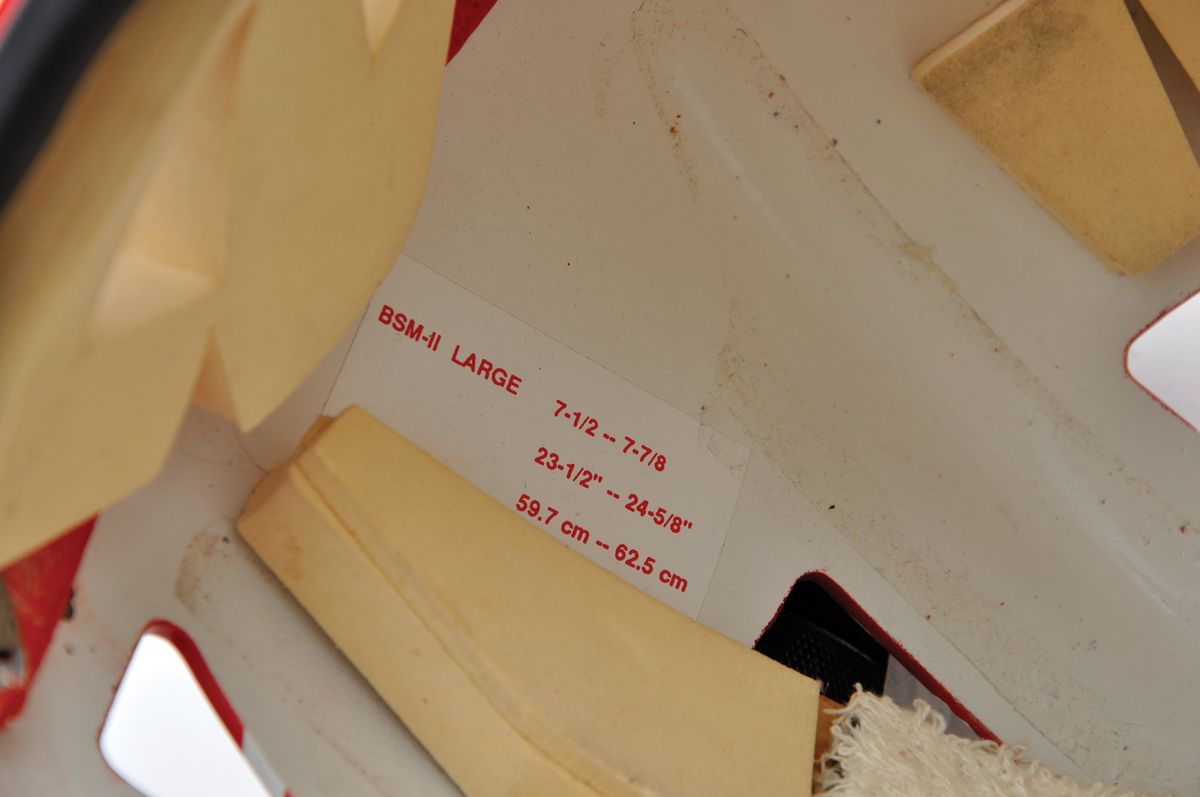 BSM-II LARGE
7-1/2 -- 7-7/8
23-1/2" -- 24-5/8"
59.7 cm -- 62.5 cm